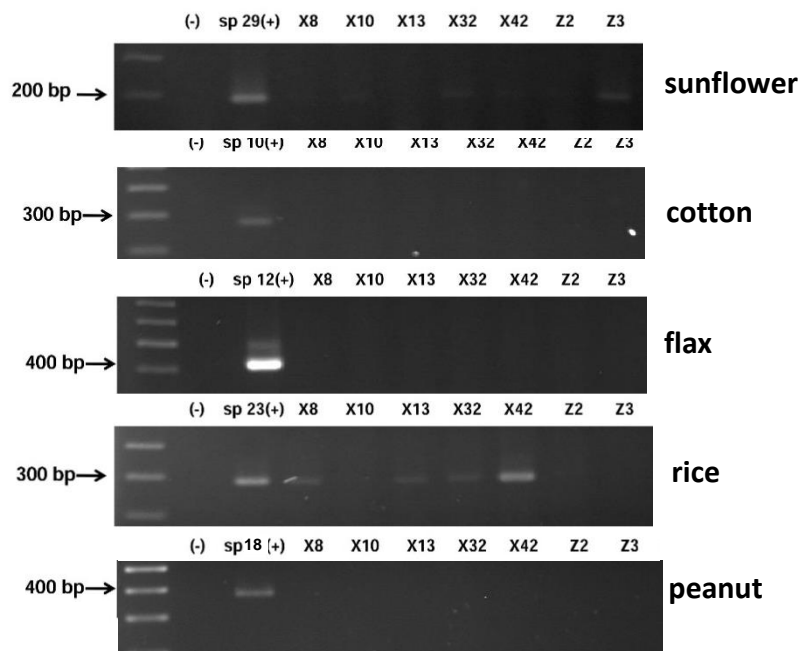 (-) sp 29(+) X8 X10 X13 X32 X42 Z2 Z3
200 bp sunflower
(-) sp 10(+) X8 X10 X13 X32 X42 Z2 Z3
300 bp cotton
(-) sp 12(+) X8 X10 X13 X32 X42 Z2 Z3
400 bp flax
(-) sp 23(+) X8 X10 X13 X32 X42 Z2 Z3
300 bp rice
(-) sp18 (+) X8 X10 X13 X32 X42 Z2 Z3
400 bp peanut